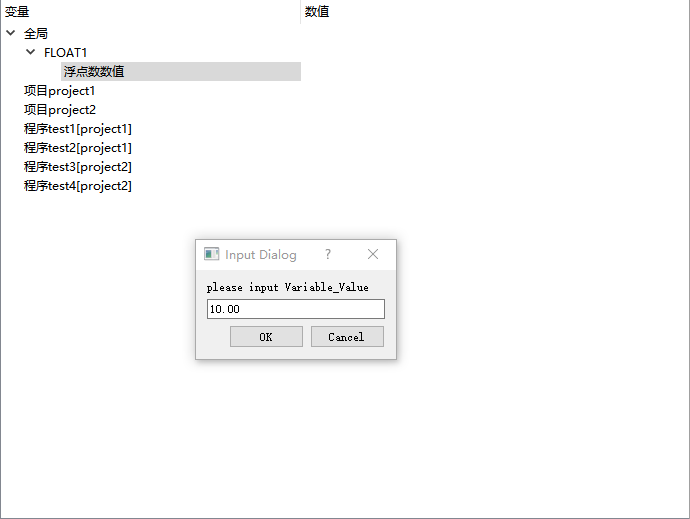 变量 数值
全局
FLOAT1
浮点数数值
项目project1
项目project2
程序test1[project1]
程序test2[project1]
程序test3[project2]
程序test4[project2]
Input Dialog ?
please input Variable_Value
10.00
OK Cancel